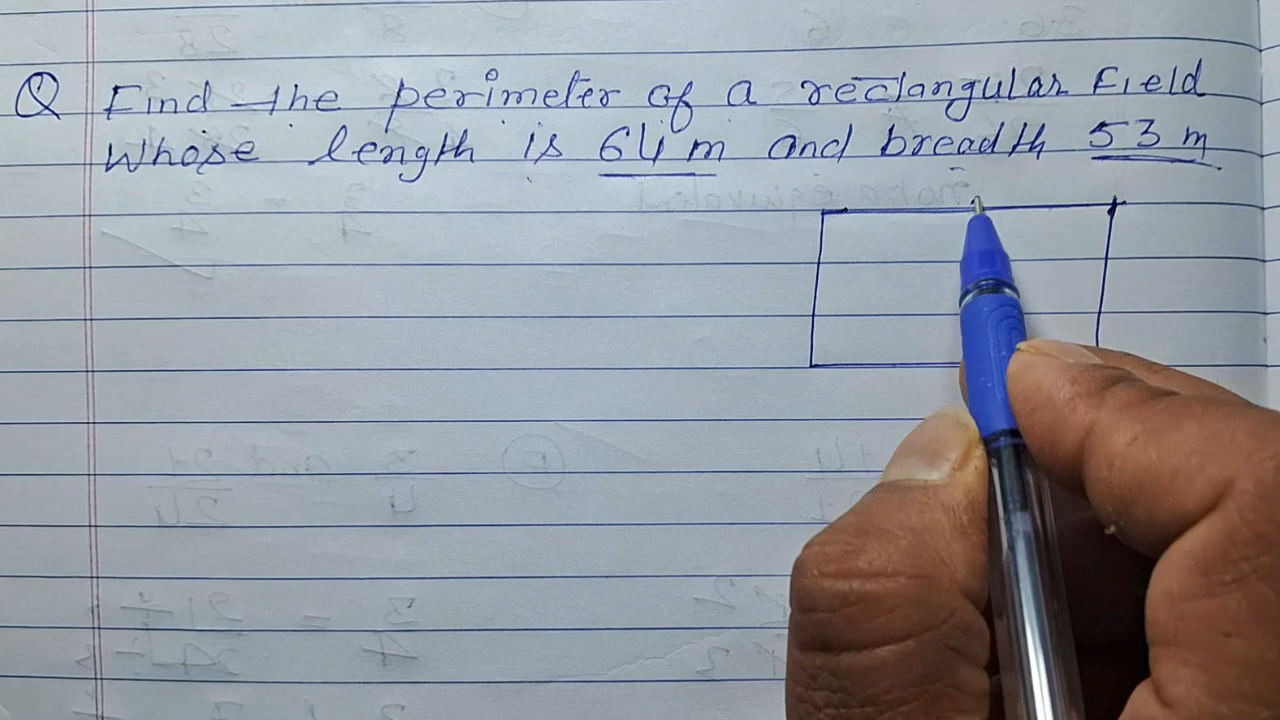 Q Find the perimeter of a rectangular Field
Whose length is 64 m and breadth 53 m